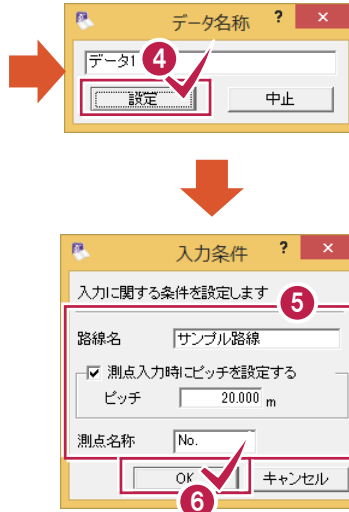 データ名称 ? ×
データ1
4
設定 中止
入力条件 ? ×
入力に関する条件を設定します
5
路線名 サンプル路線
測点入力時にピッチを設定する
ピッチ 20.000 m
測点名称 No.
OK キャンセル
6